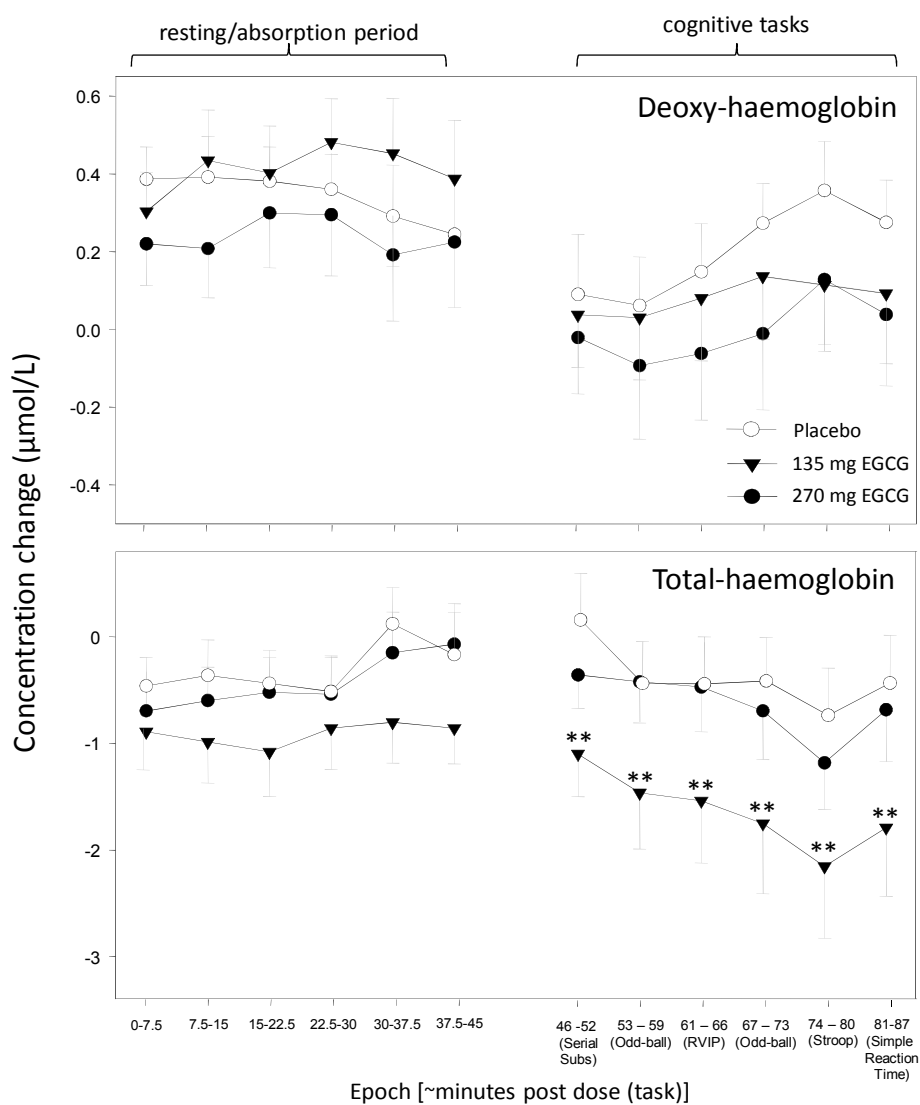 resting/absorption period
cognitive tasks
Deoxy-haemoglobin
0.6
0.4
0.2
0.0
-0.2
-0.4
Placebo
135 mg EGCG
270 mg EGCG
Concentration change (µmol/L)
Total-haemoglobin
0
-1
-2
-3
** ** ** ** ** **
0-7.5 7.5-15 15-22.5 22.5-30 30-37.5 37.5-45
46 -52 53 – 59 61 – 66 67 – 73 74 – 80 81-87
(Serial (Odd-ball) (RVIP) (Odd-ball) (Stroop) (Simple
Subs) Reaction
Time)
Epoch [~minutes post dose (task)]